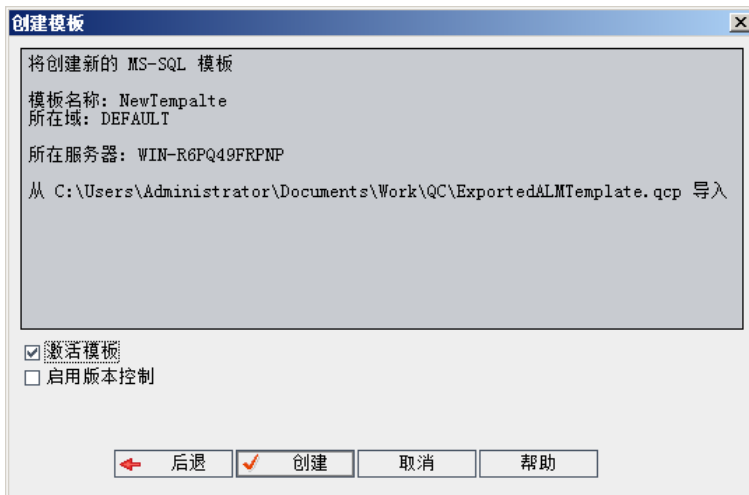 创建模板
将创建新的 MS-SQL 模板
模板名称: NewTempalte
所在域: DEFAULT
所在服务器: WIN-R6PQ49FRPNP
从 C:\Users\Administrator\Documents\Work\QC\ExportedALMTemplate.qcp 导入
激活模板
启用版本控制
后退 创建 取消 帮助